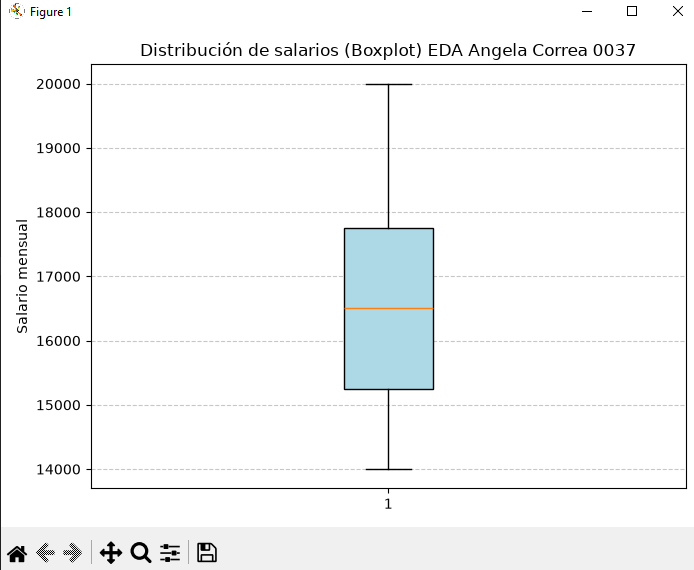 Figure 1
Distribución de salarios (Boxplot) EDA Angela Correa 0037
20000
19000
18000
17000
16000
15000
14000
Salario mensual
1